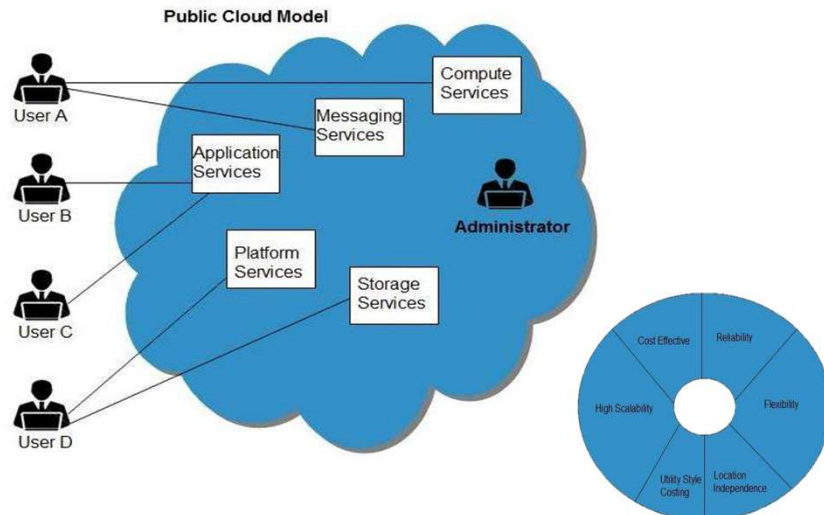 Public Cloud Model
Compute
Services
User A
Messaging
Services
Application
Services
User B
Administrator
Platform
Services
Storage
Services
User C
User D
Cost Effective
Reliability
High Scalability
Flexibility
Utility Style
Costing
Location
Independence